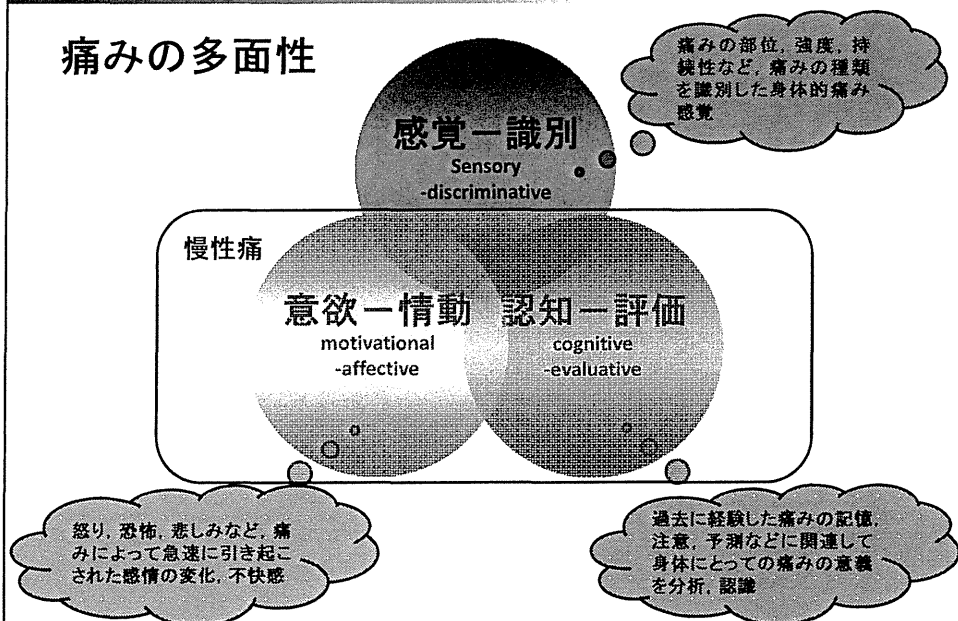 痛みの多面性
痛みの部位, 強度, 持
続性など, 痛みの種類
を識別した身体的痛み
感覚
感覚－識別
Sensory
-discriminative
慢性痛
意欲－情動
motivational
-affective
認知－評価
cognitive
-evaluative
怒り, 恐怖, 悲しみなど, 痛
みによって急速に引き起こ
された感情の変化, 不快感
過去に経験した痛みの記憶,
注意, 予測などに関連して
身体にとっての痛みの意義
を分析, 認識